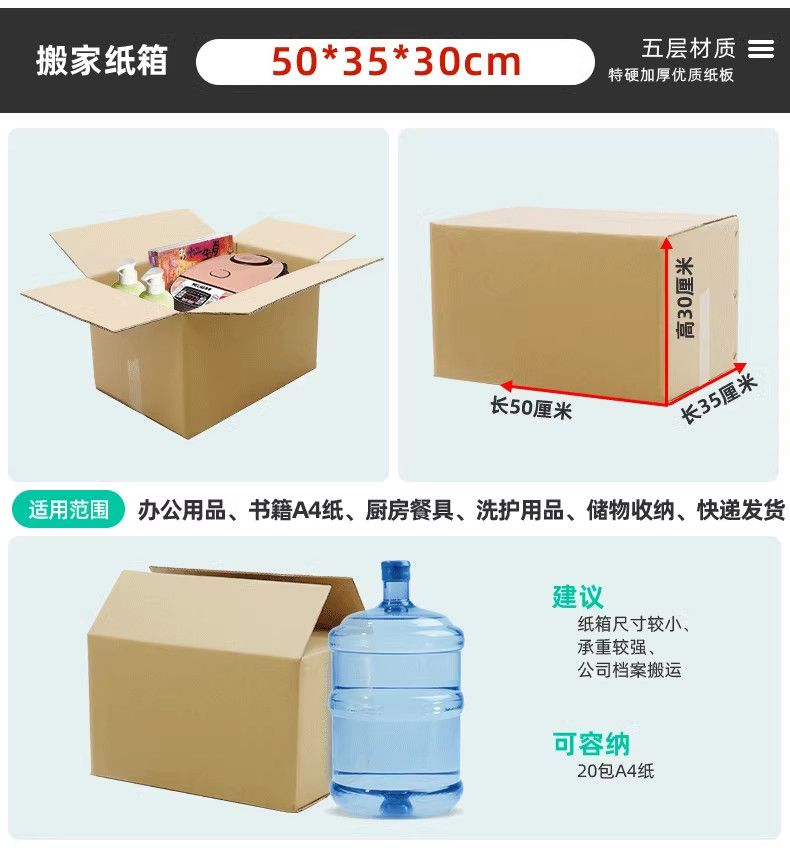 搬家纸箱
50*35*30cm
五层材质
特硬加厚优质纸板
高30厘米
长50厘米
长35厘米
适用范围
办公用品、书籍A4纸、厨房餐具、洗护用品、储物收纳、快递发货
建议
纸箱尺寸较小、
承重较强、
公司档案搬运
可容纳
20包A4纸